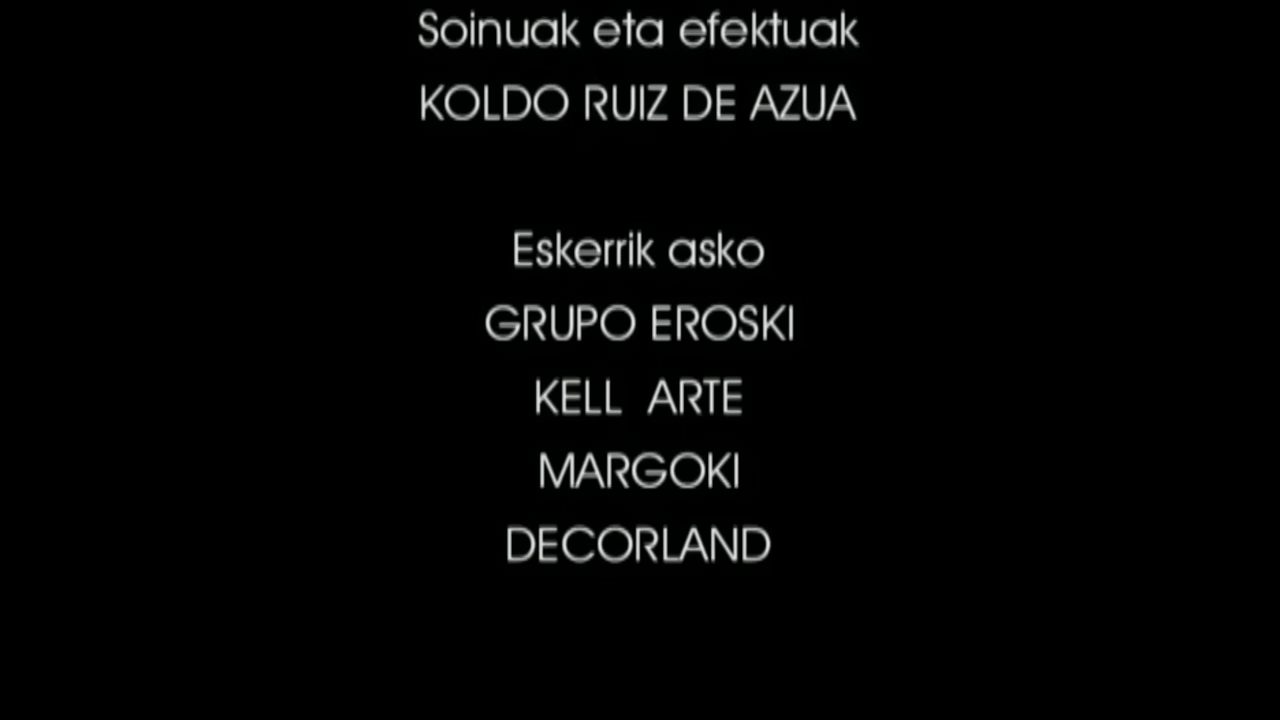 Soinuak eta efektuak
KOLDO RUIZ DE AZUA
Eskerrik asko
GRUPO EROSKI
KELL ARTE
MARGOKI
DECORLAND